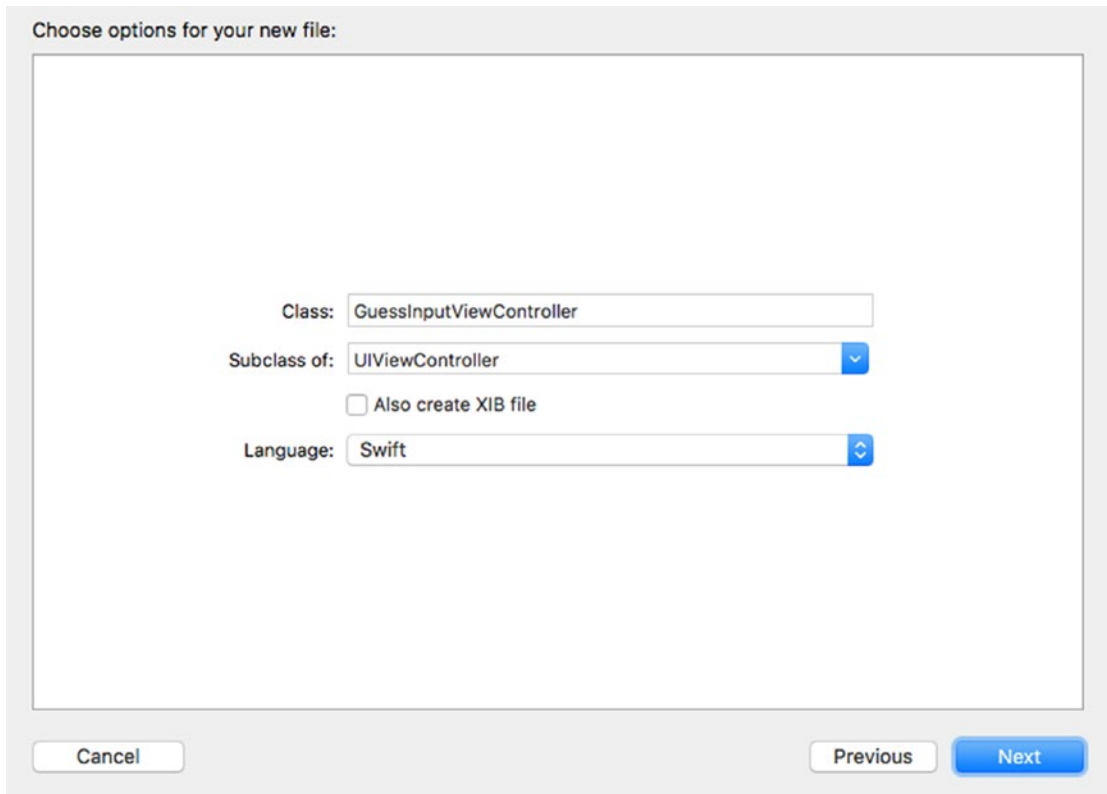 Choose options for your new file:
Class: GuessInputViewController
Subclass of: UIViewController
Also create XIB file
Language: Swift
Cancel Previous Next